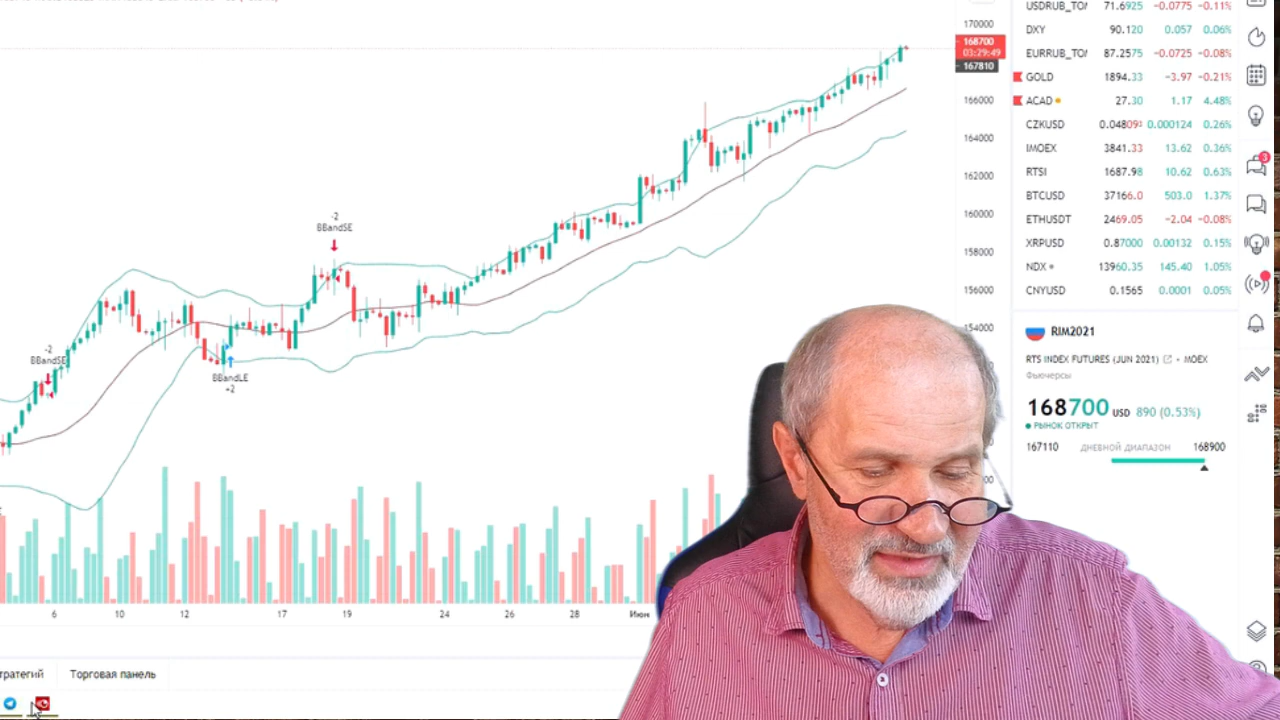 170000
168700
03:29:49
167810
166000
164000
162000
160000
158000
156000
154000
-2
BBandSE
-2
BBandSE
BBandLE
+2
6 10 12 17 19 24 26 28 Июн
Торговая панель
USDRUB_TOM 71.6925 -0.0775 -0.11%
DXY 90.120 0.057 0.06%
EURRUB_TOM 87.2575 -0.0725 -0.08%
GOLD 1894.33 -3.97 -0.21%
ACAD 27.30 1.17 4.48%
CZKUSD 0.04809 0.000124 0.26%
IMOEX 3841.33 13.62 0.36%
RTSI 1687.98 10.62 0.63%
BTCUSD 37166.0 503.0 1.37%
ETHUSDT 2469.05 -2.04 -0.08%
XRPUSD 0.87000 0.00132 0.15%
NDX 13960.35 145.40 1.05%
CNYUSD 0.1565 0.0001 0.05%
3
RIM2021
RTS INDEX FUTURES (JUN 2021) • MOEX
Фьючерсы
168700 USD 890 (0.53%)
РЫНОК ОТКРЫТ
167110 ДНЕВНОЙ ДИАПАЗОН 168900